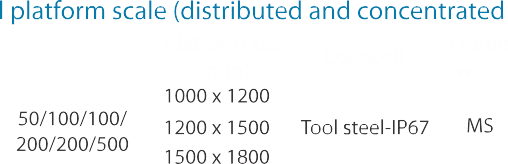 l platform scale (distributed and concentrated
50/100/100/
200/200/500
1000 x 1200
1200 x 1500
1500 x 1800
Tool steel-IP67
MS